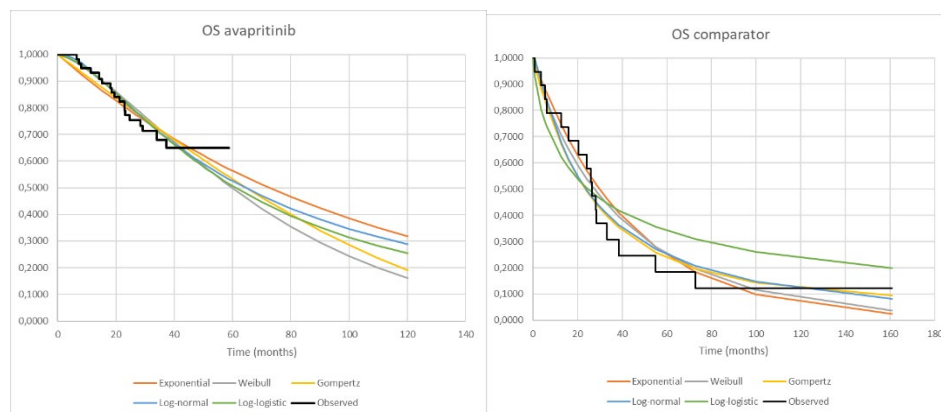 OS avapritinib
1,0000
0,9000
0,8000
0,7000
0,6000
0,5000
0,4000
0,3000
0,2000
0,1000
0,0000
0 20 40 60 80 100 120 140
Time (months)
Exponential Weibull Gompertz
Log-normal Log-logistic Observed
OS comparator
1,0000
0,9000
0,8000
0,7000
0,6000
0,5000
0,4000
0,3000
0,2000
0,1000
0,0000
0 20 40 60 80 100 120 140 160 180
Time (months)
Exponential Weibull Gompertz
Log-normal Log-logistic Observed